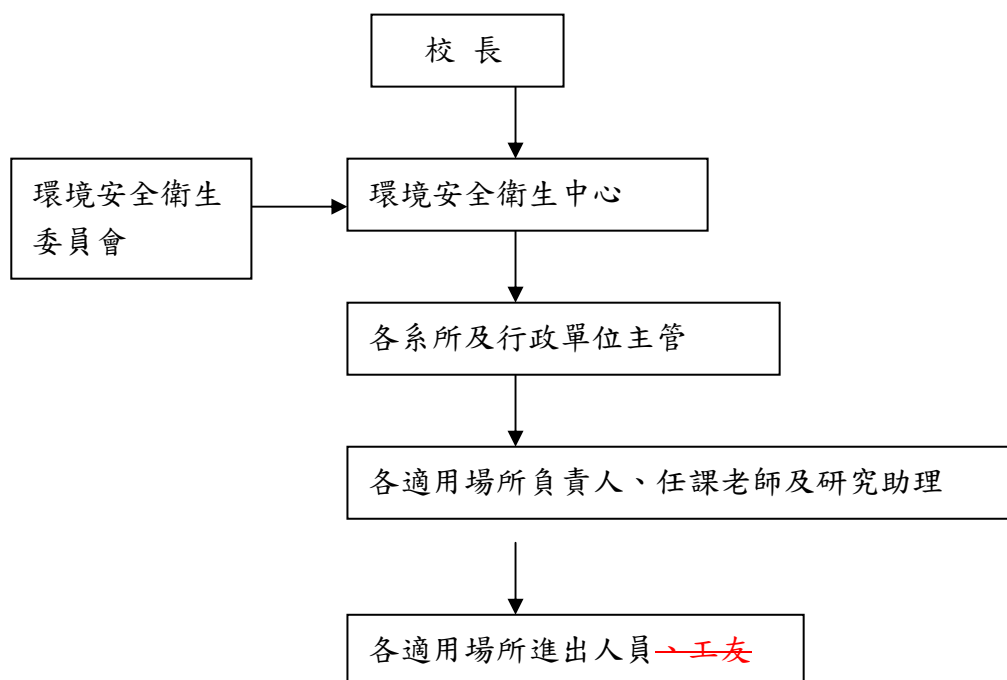 校 長
環境安全衛生
委員會
環境安全衛生中心
各系所及行政單位主管
各適用場所負責人、任課老師及研究助理
各適用場所進出人員、工友